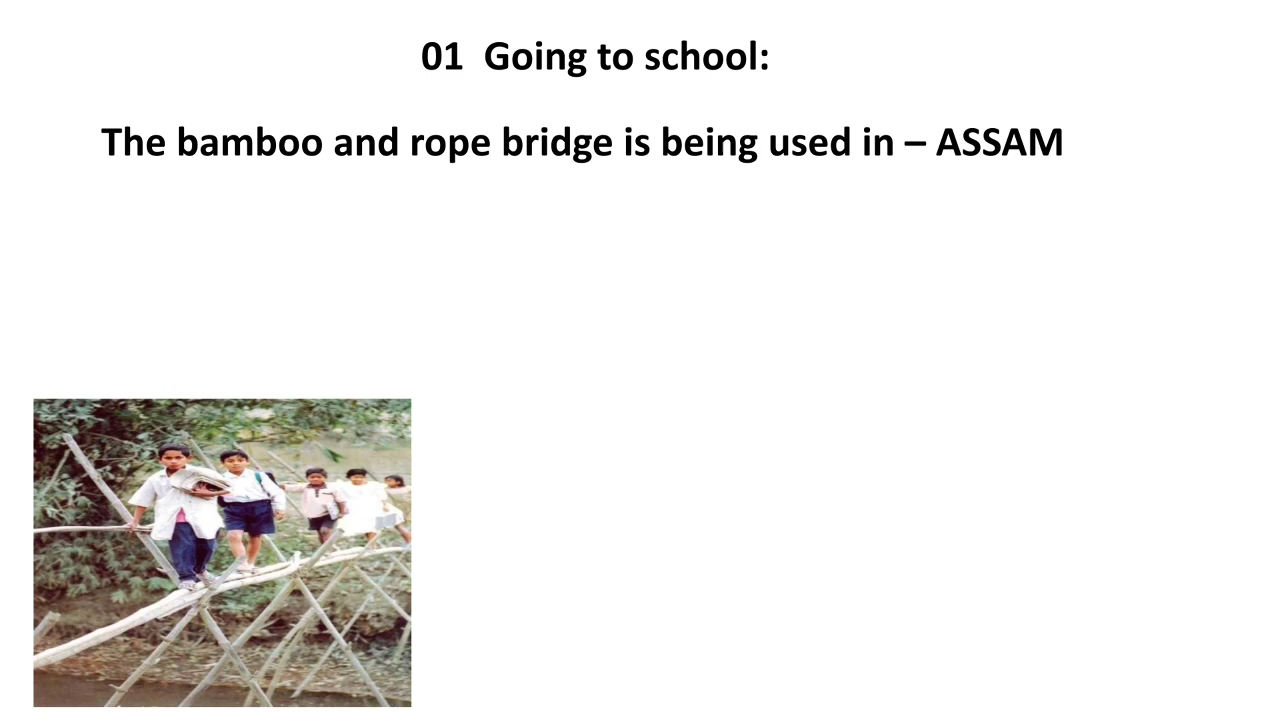 01  Going to school:
The bamboo and rope bridge is being used in – ASSAM